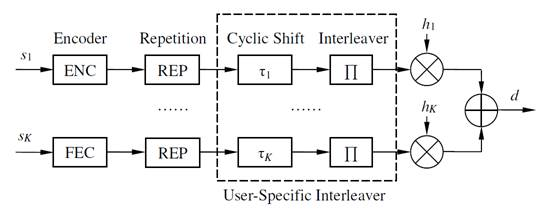 Encoder Repetition Cyclic Shift Interleaver h1
s1 ENC REP τ1 ∏
...... ...... d
hK
sK FEC REP τK ∏
User-Specific Interleaver